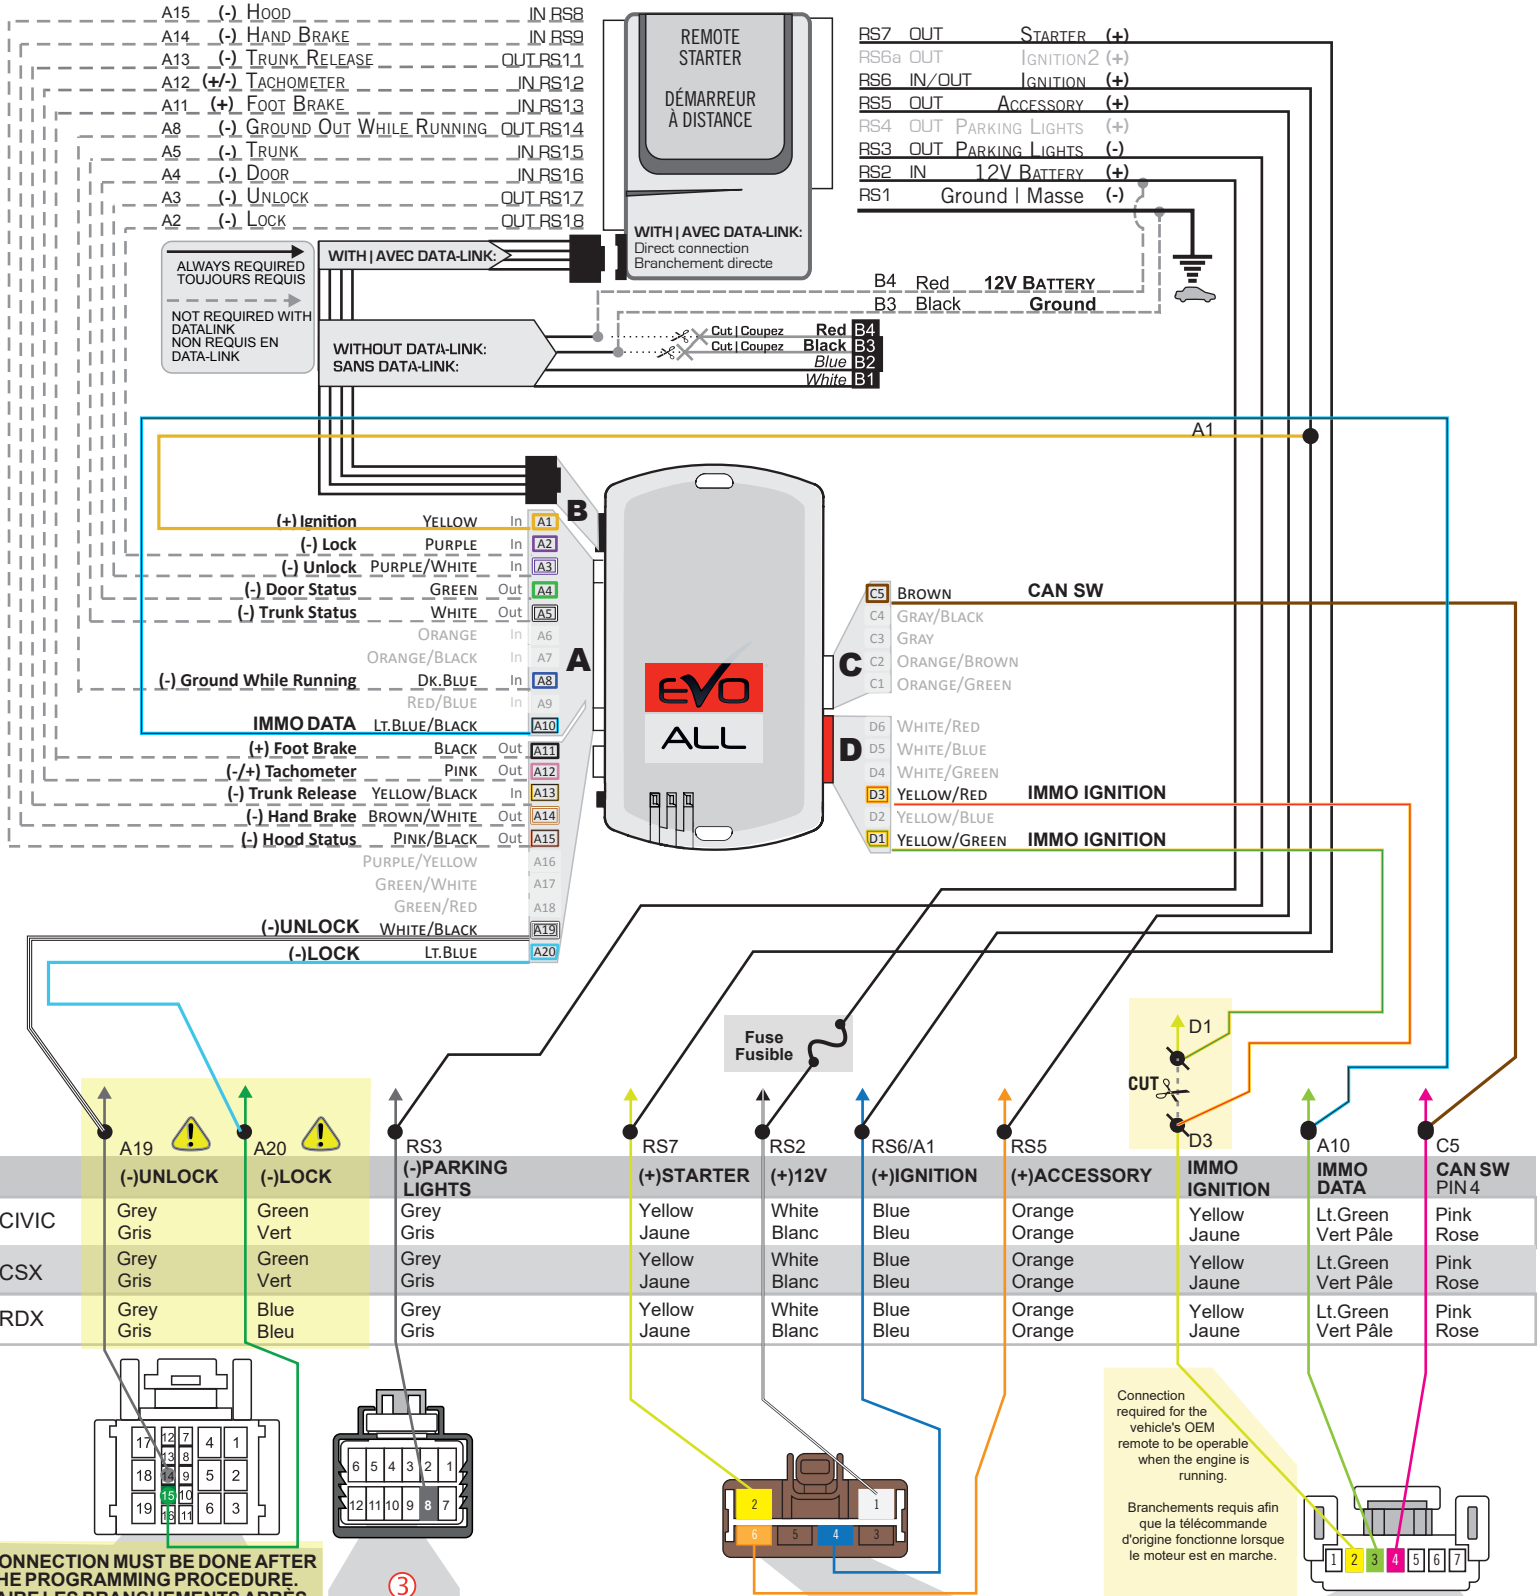 A15 (-) HOOD IN RS8
A14 (-) HAND BRAKE IN RS9
A13 (-) TRUNK RELEASE OUT RS11
A12 (+/-) TACHOMETER IN RS12
A11 (+) FOOT BRAKE IN RS13
A8 (-) GROUND OUT WHILE RUNNING OUT RS14
A5 (-) TRUNK IN RS15
A4 (-) DOOR IN RS16
A3 (-) UNLOCK OUT RS17
A2 (-) LOCK OUT RS18
REMOTE
STARTER
DÉMARREUR
À DISTANCE
WITH | AVEC DATA-LINK:
Direct connection
Branchement directe
RS7 OUT STARTER (+)
RS6a OUT IGNITION2 (+)
RS6 IN/OUT IGNITION (+)
RS5 OUT ACCESSORY (+)
RS4 OUT PARKING LIGHTS (+)
RS3 OUT PARKING LIGHTS (-)
RS2 IN 12V BATTERY (+)
RS1 Ground | Masse (-)
ALWAYS REQUIRED
TOUJOURS REQUIS
NOT REQUIRED WITH
DATALINK
NON REQUIS EN
DATA-LINK
WITH | AVEC DATA-LINK:
WITHOUT DATA-LINK:
SANS DATA-LINK:
B4 Red 12V BATTERY
B3 Black Ground
Cut | Coupez Red B4
Cut | Coupez Black B3
Blue B2
White B1
A1
B
(+) Ignition YELLOW In A1
(-) Lock PURPLE In A2
(-) Unlock PURPLE/WHITE In A3
(-) Door Status GREEN Out A4
(-) Trunk Status WHITE Out A5
ORANGE In A6
ORANGE/BLACK In A7
(-) Ground While Running DK.BLUE In A8
RED/BLUE In A9
IMMO DATA LT.BLUE/BLACK A10
(+) Foot Brake BLACK Out A11
(-/+) Tachometer PINK Out A12
(-) Trunk Release YELLOW/BLACK In A13
(-) Hand Brake BROWN/WHITE Out A14
(-) Hood Status PINK/BLACK Out A15
PURPLE/YELLOW A16
GREEN/WHITE A17
GREEN/RED A18
(-)UNLOCK WHITE/BLACK A19
(-)LOCK LT.BLUE A20
A
EVO
ALL
C
C5 BROWN CAN SW
C4 GRAY/BLACK
C3 GRAY
C2 ORANGE/BROWN
C1 ORANGE/GREEN
D
D6 WHITE/RED
D5 WHITE/BLUE
D4 WHITE/GREEN
D3 YELLOW/RED IMMO IGNITION
D2 YELLOW/BLUE
D1 YELLOW/GREEN IMMO IGNITION
Fuse
Fusible
D1
CUT
D3
A19 A20 RS3 RS7 RS2 RS6/A1 RS5 A10 C5
(-)UNLOCK (-)LOCK (-)PARKING LIGHTS (+)STARTER (+)12V (+)IGNITION (+)ACCESSORY IMMO IGNITION IMMO DATA CAN SW PIN 4
CIVIC Grey Green Grey Yellow White Blue Orange Yellow Lt.Green Pink
Gris Vert Gris Jaune Blanc Bleu Orange Jaune Vert Pâle Rose
CSX Grey Green Grey Yellow White Blue Orange Yellow Lt.Green Pink
Gris Vert Gris Jaune Blanc Bleu Orange Jaune Vert Pâle Rose
RDX Grey Blue Grey Yellow White Blue Orange Yellow Lt.Green Pink
Gris Bleu Gris Jaune Blanc Bleu Orange Jaune Vert Pâle Rose
17 12 7 4 1
13 8
18 14 9 5 2
15 10
19 16 11 6 3
6 5 4 3 2 1
12 11 10 9 8 7
3
2 1
6 5 4 3
Connection
required for the
vehicle's OEM
remote to be operable
when the engine is
running.
Branchements requis afin
que la télécommande
d'origine fonctionne lorsque
le moteur est en marche.
1 2 3 4 5 6 7
ONNECTION MUST BE DONE AFTER
HE PROGRAMMING PROCEDURE.
AIRE LES BRANCHEMENTS APRÈS